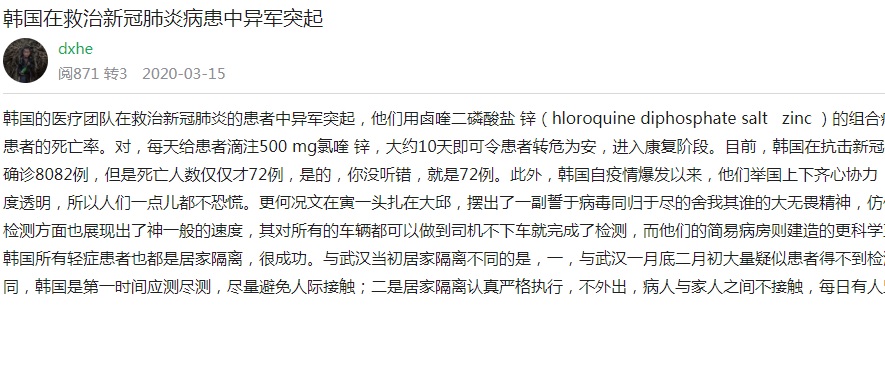 韩国在救治新冠肺炎病患中异军突起
dxhe
阅871 转3 2020-03-15
韩国的医疗团队在救治新冠肺炎的患者中异军突起，他们用卤喹二磷酸盐 锌（hloroquine diphosphate salt zinc ）的组合疗
患者的死亡率。对，每天给患者滴注500 mg氯喹 锌，大约10天即可令患者转危为安，进入康复阶段。目前，韩国在抗击新冠
确诊8082例，但是死亡人数仅仅才72例，是的，你没听错，就是72例。此外，韩国自疫情爆发以来，他们举国上下齐心协力
度透明，所以人们一点儿都不恐慌。更何况文在寅一头扎在大邱，摆出了一副誓于病毒同归于尽的舍我其谁的大无畏精神，仿
检测方面也展现出了神一般的速度，其对所有的车辆都可以做到司机不下车就完成了检测，而他们的简易病房则建造的更科学
韩国所有轻症患者也都是居家隔离，很成功。与武汉当初居家隔离不同的是，一，与武汉一月底二月初大量疑似患者得不到检
同，韩国是第一时间应测尽测，尽量避免人际接触；二是居家隔离认真严格执行，不外出，病人与家人之间不接触，每日有人